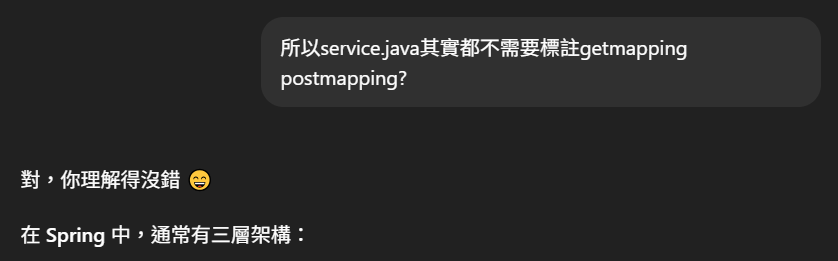 所以service.java其實都不需要標註getmapping
postmapping?
對，你理解得沒錯 😄
在 Spring 中，通常有三層架構：